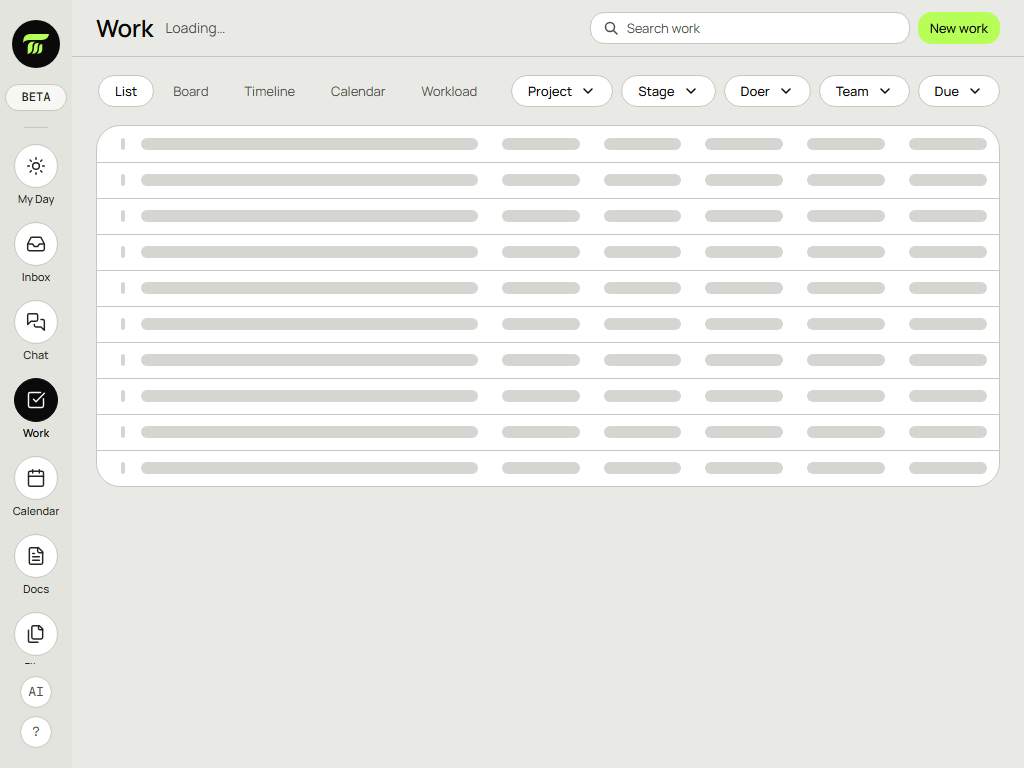 Work
Loading...
Search work
New work
BETA
List
Board
Timeline
Calendar
Workload
Project
Stage
Doer
Team
Due
My Day
Inbox
Chat
Work
Calendar
Docs
AI
?